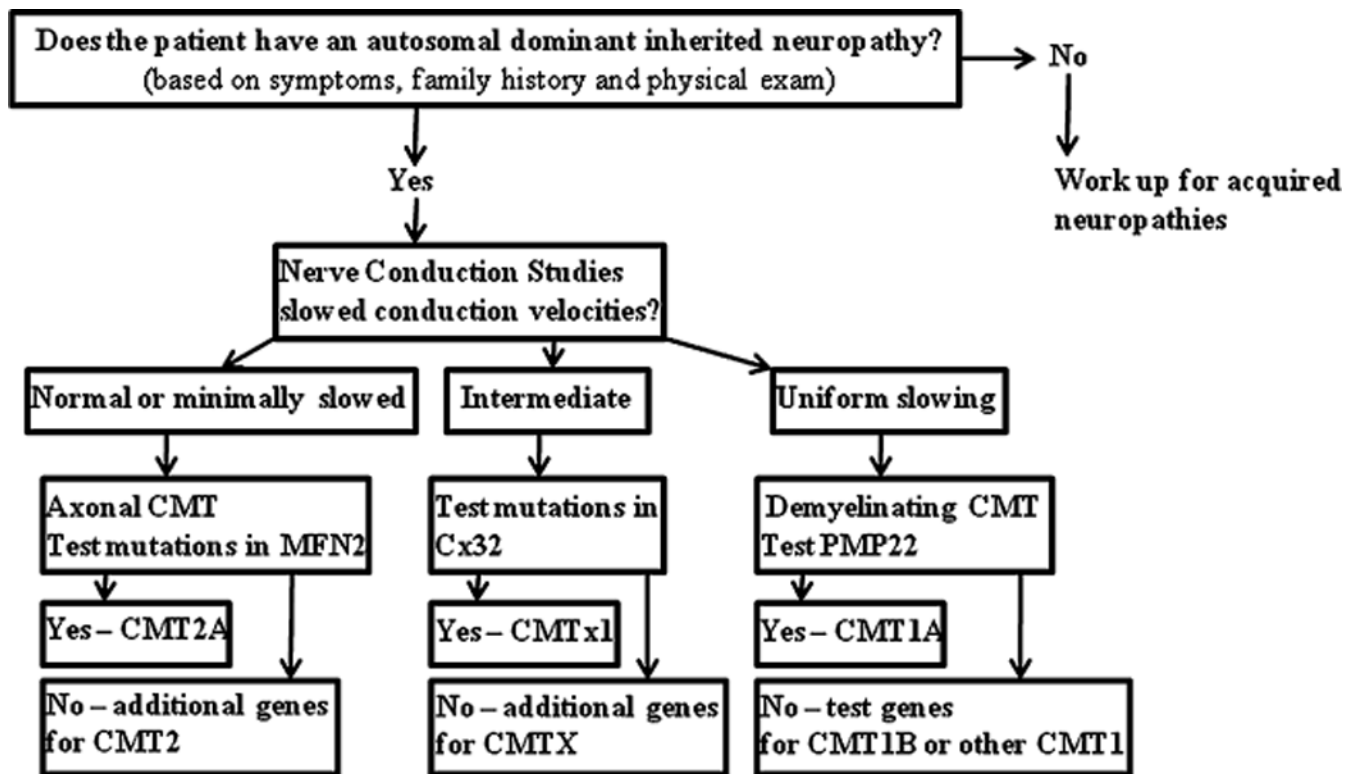 Does the patient have an autosomal dominant inherited neuropathy?
(based on symptoms, family history and physical exam)
No
Yes
Work up for acquired
neuropathies
Nerve Conduction Studies
slowed conduction velocities?
Normal or minimally slowed
Intermediate
Uniform slowing
Axonal CMT
Test mutations in MFN2
Test mutations in
Cx32
Demyelinating CMT
Test PMP22
Yes – CMT2A
Yes – CMTx1
Yes – CMT1A
No – additional genes
for CMT2
No – additional genes
for CMTX
No – test genes
for CMT1B or other CMT1